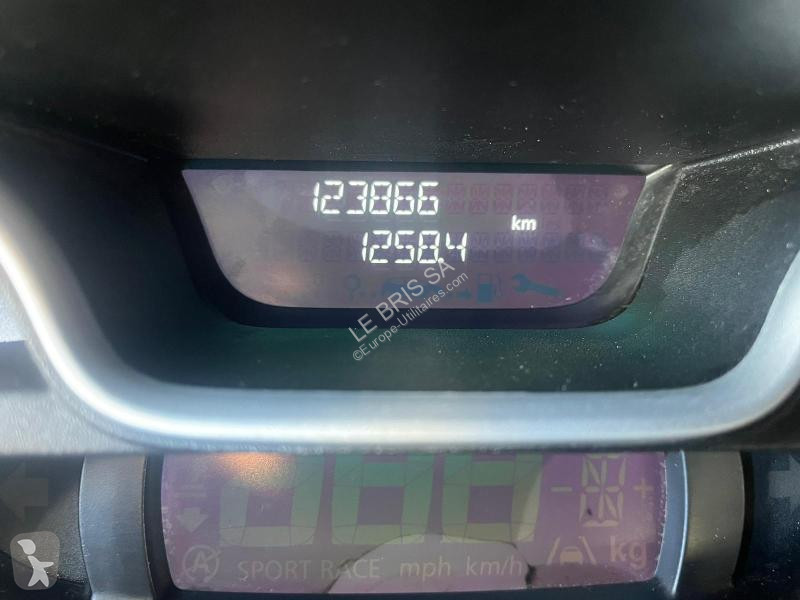 123866
km
1258.4
LE BRIS SA
©Europe-Utilitaires.com
SPORT RACE mph km/h
kg